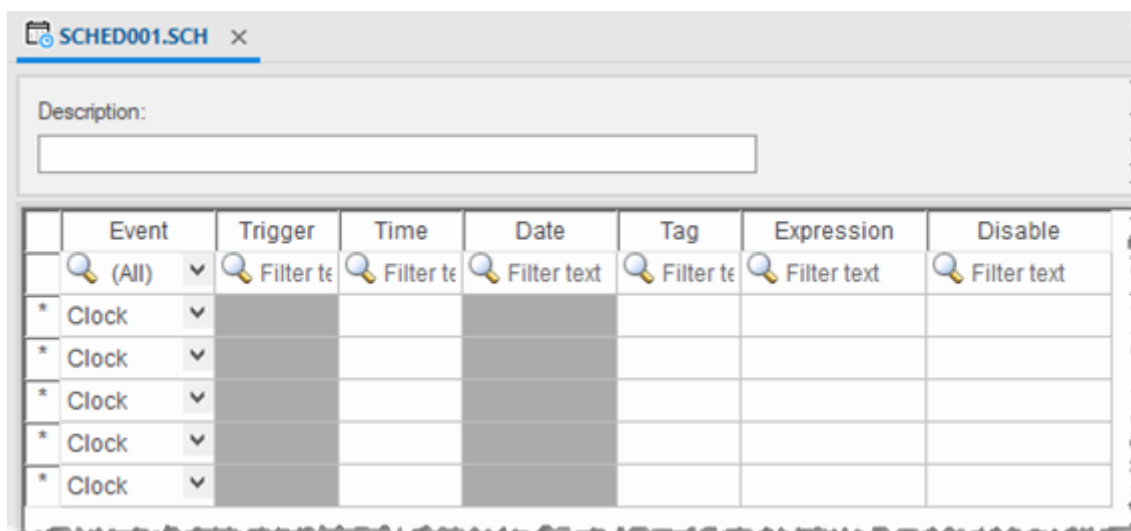 SCHED001.SCH ×
Description:
Event Trigger Time Date Tag Expression Disable
(All) Filter te Filter te Filter text Filter te Filter text Filter text
* Clock
* Clock
* Clock
* Clock
* Clock